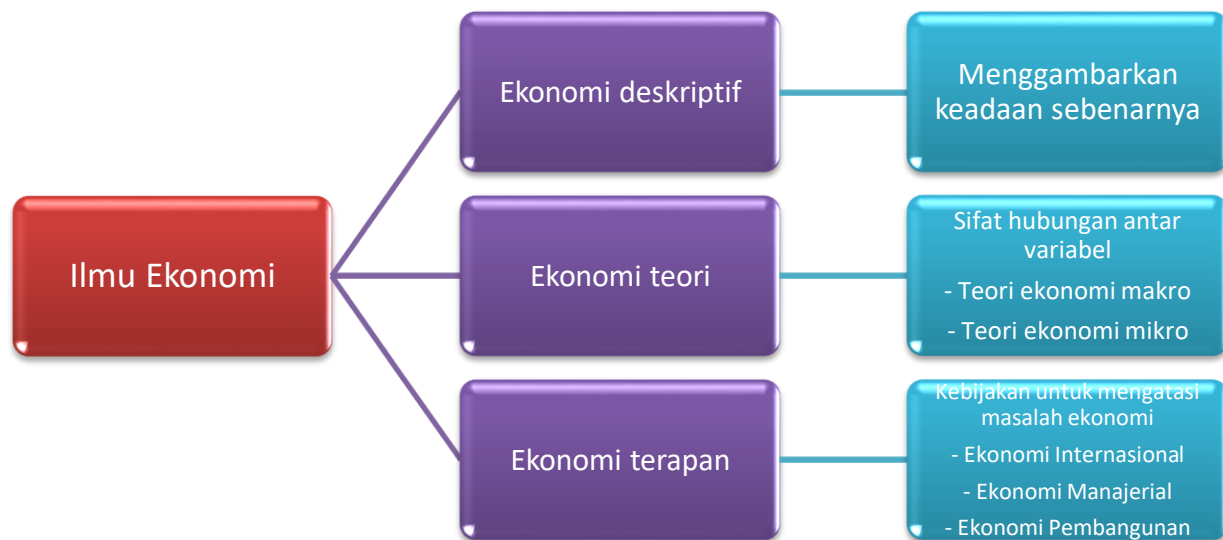 Ilmu Ekonomi
Ekonomi deskriptif
Menggambarkan
keadaan sebenarnya
Ekonomi teori
Sifat hubungan antar
variabel
- Teori ekonomi makro
- Teori ekonomi mikro
Ekonomi terapan
Kebijakan untuk mengatasi
masalah ekonomi
- Ekonomi Internasional
- Ekonomi Manajerial
- Ekonomi Pembangunan